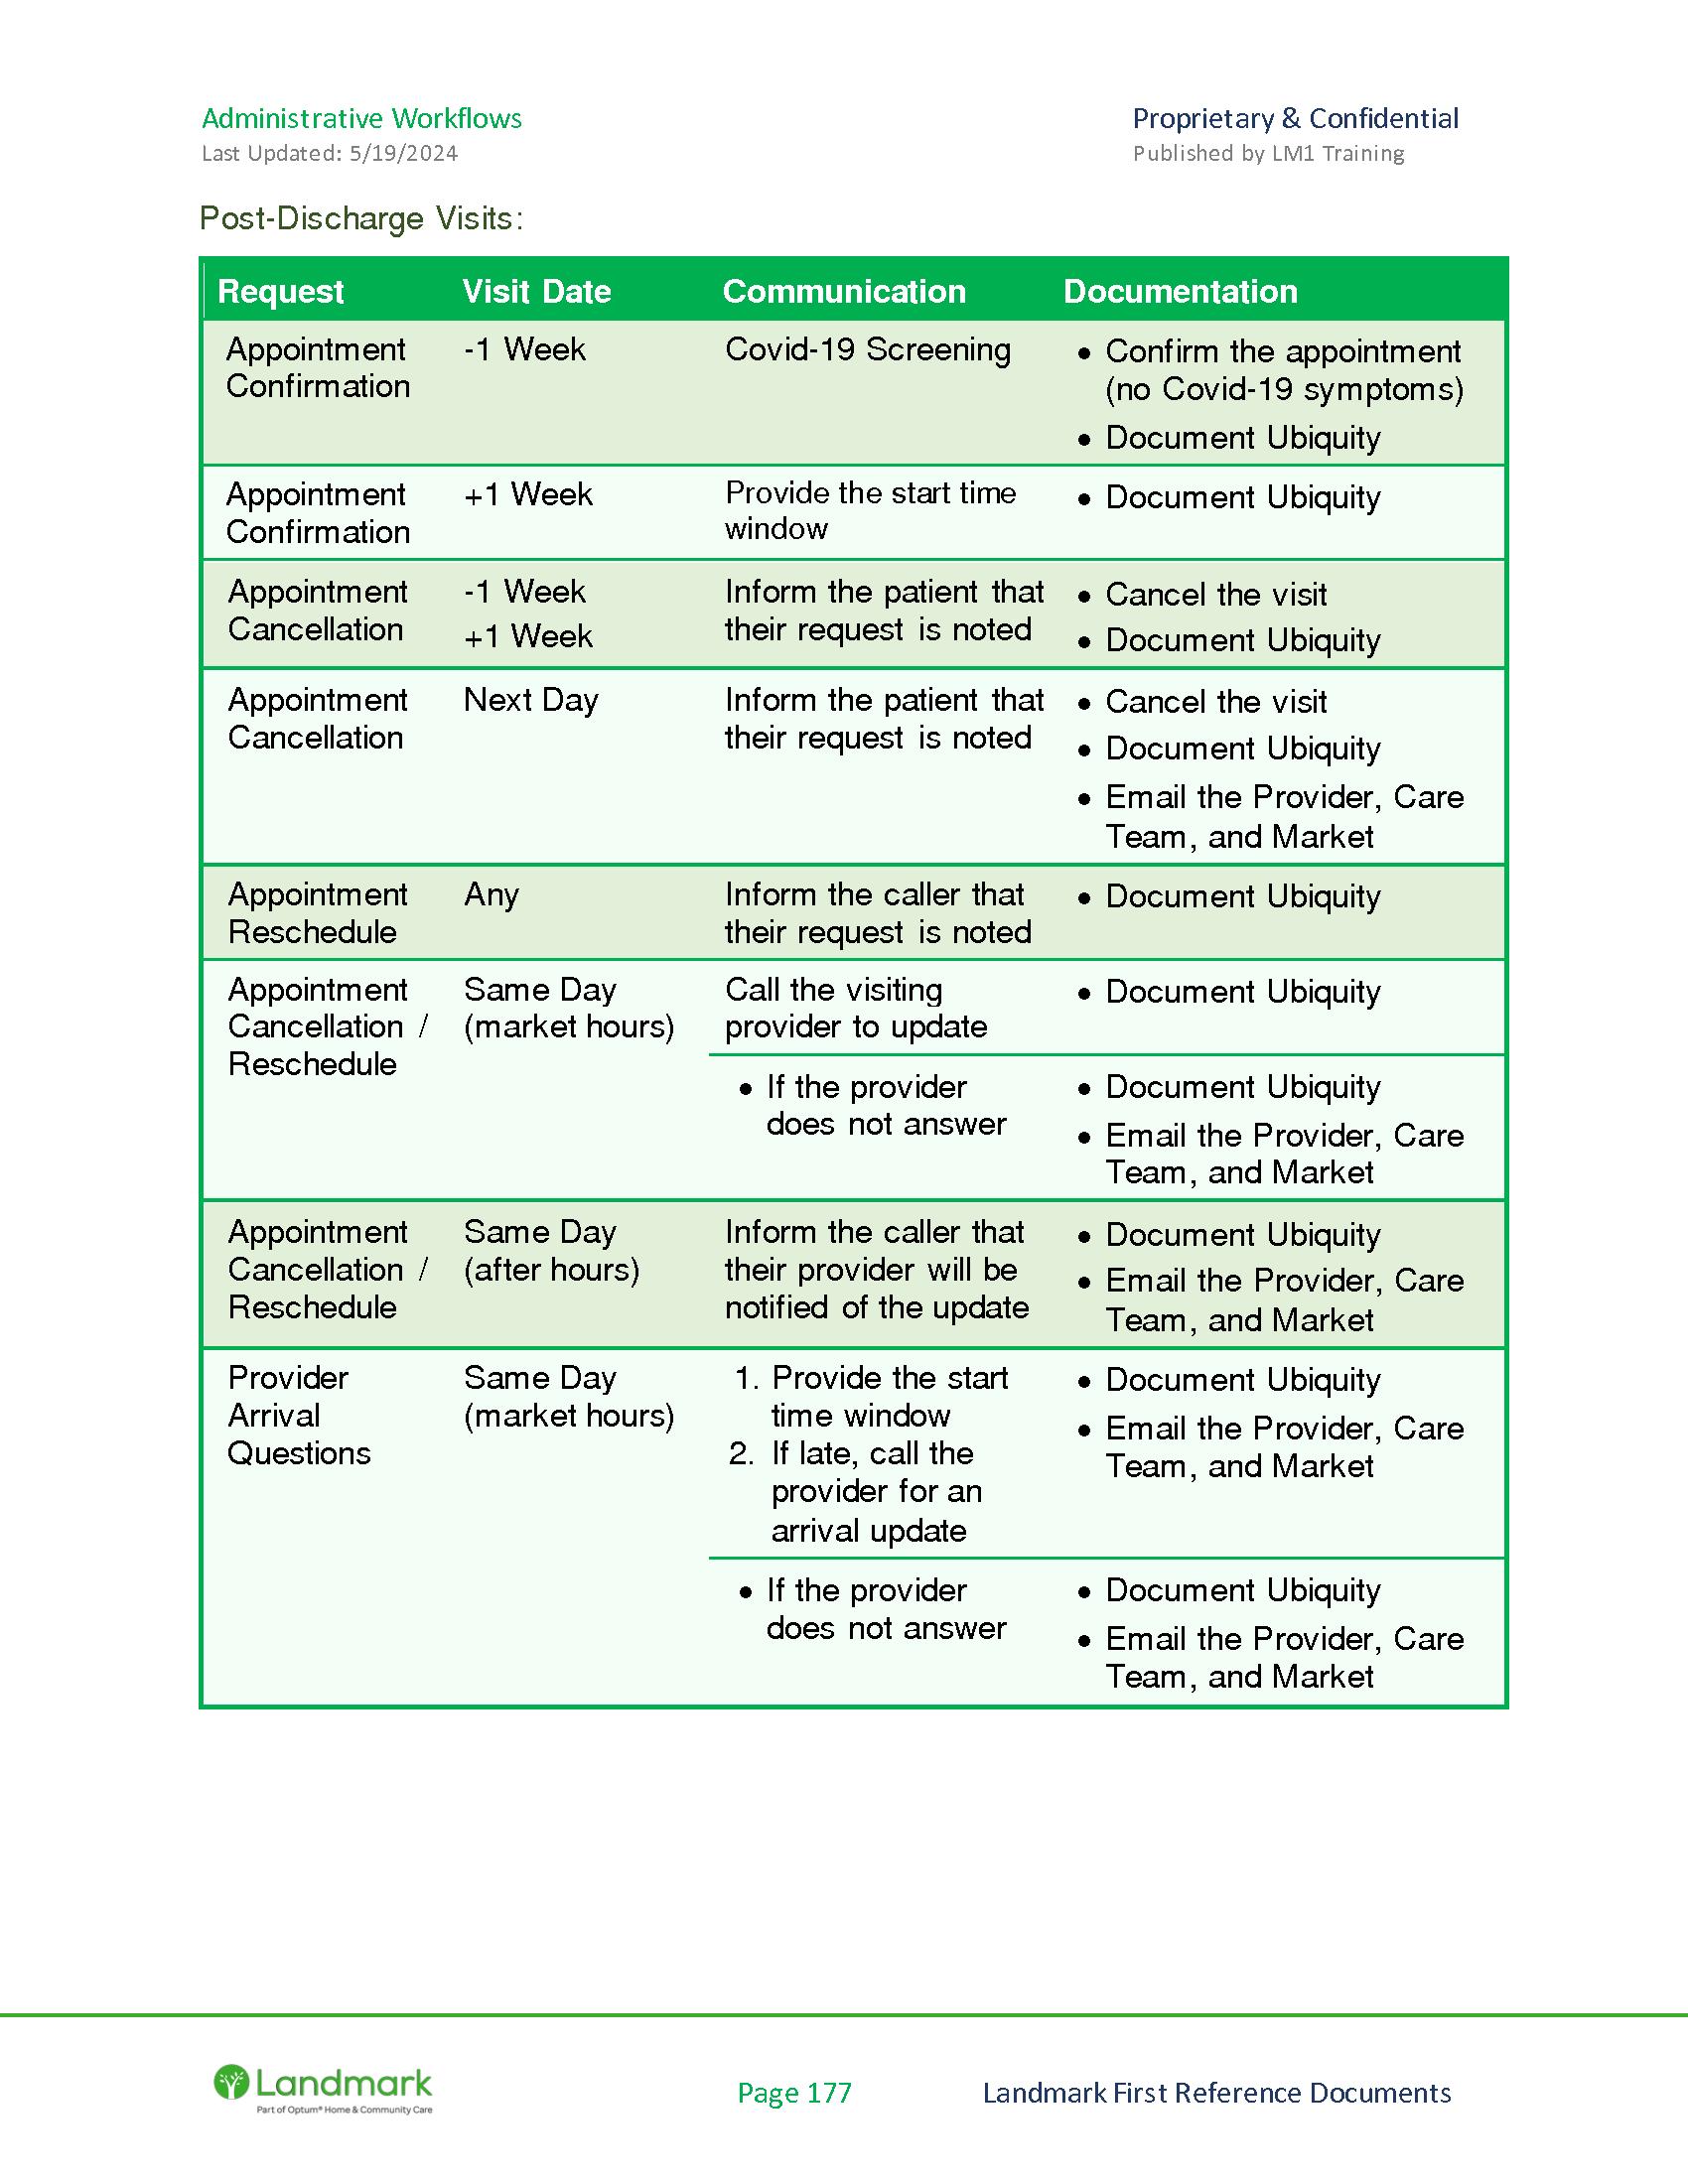 Administrative Workflows
Proprietary & Confidential
Last Updated: 5/19/2024
Published by LM1 Training
Post-Discharge Visits:
Request Visit Date Communication Documentation
Appointment
Confirmation
-1 Week
Covid-19 Screening
• Confirm the appointment
(no Covid-19 symptoms)
• Document Ubiquity
Appointment
Confirmation
+1 Week
Provide the start time
window
• Document Ubiquity
Appointment
Cancellation
-1 Week
+1 Week
Inform the patient that
their request is noted
• Cancel the visit
• Document Ubiquity
Appointment
Cancellation
Next Day
Inform the patient that
their request is noted
• Cancel the visit
• Document Ubiquity
• Email the Provider, Care
Team, and Market
Appointment
Reschedule
Any
Inform the caller that
their request is noted
• Document Ubiquity
Appointment
Cancellation /
Reschedule
Same Day
(market hours)
Call the visiting
provider to update
• Document Ubiquity
• If the provider
does not answer
• Document Ubiquity
• Email the Provider, Care
Team, and Market
Appointment
Cancellation /
Reschedule
Same Day
(after hours)
Inform the caller that
their provider will be
notified of the update
• Document Ubiquity
• Email the Provider, Care
Team, and Market
Provider
Arrival
Questions
Same Day
(market hours)
1. Provide the start
time window
2. If late, call the
provider for an
arrival update
• Document Ubiquity
• Email the Provider, Care
Team, and Market
• If the provider
does not answer
• Document Ubiquity
• Email the Provider, Care
Team, and Market
Landmark
Part of Optum® Home & Community Care
Page 177
Landmark First Reference Documents